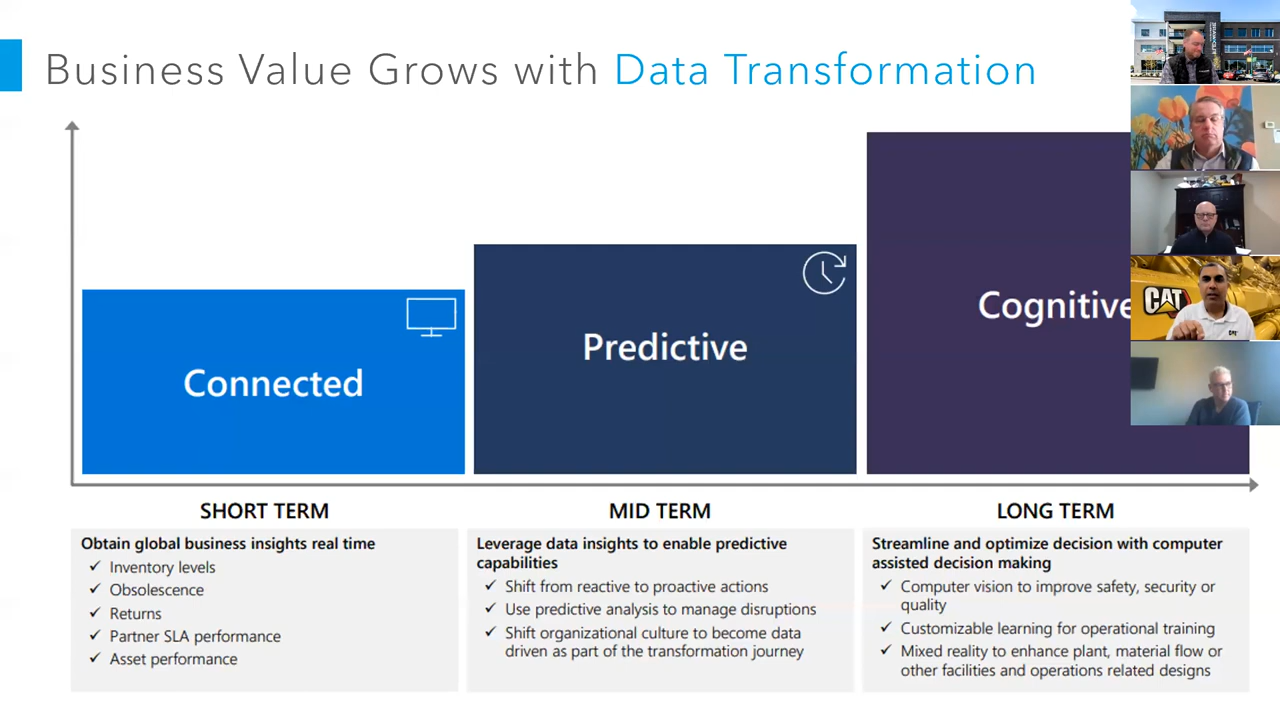 Business Value Grows with Data Transformation
Connected
Predictive
Cognitive
CAT
CAT
SHORT TERM
Obtain global business insights real time
✓ Inventory levels
✓ Obsolescence
✓ Returns
✓ Partner SLA performance
✓ Asset performance
MID TERM
Leverage data insights to enable predictive
capabilities
✓ Shift from reactive to proactive actions
✓ Use predictive analysis to manage disruptions
✓ Shift organizational culture to become data
driven as part of the transformation journey
LONG TERM
Streamline and optimize decision with computer
assisted decision making
✓ Computer vision to improve safety, security or
quality
✓ Customizable learning for operational training
✓ Mixed reality to enhance plant, material flow or
other facilities and operations related designs